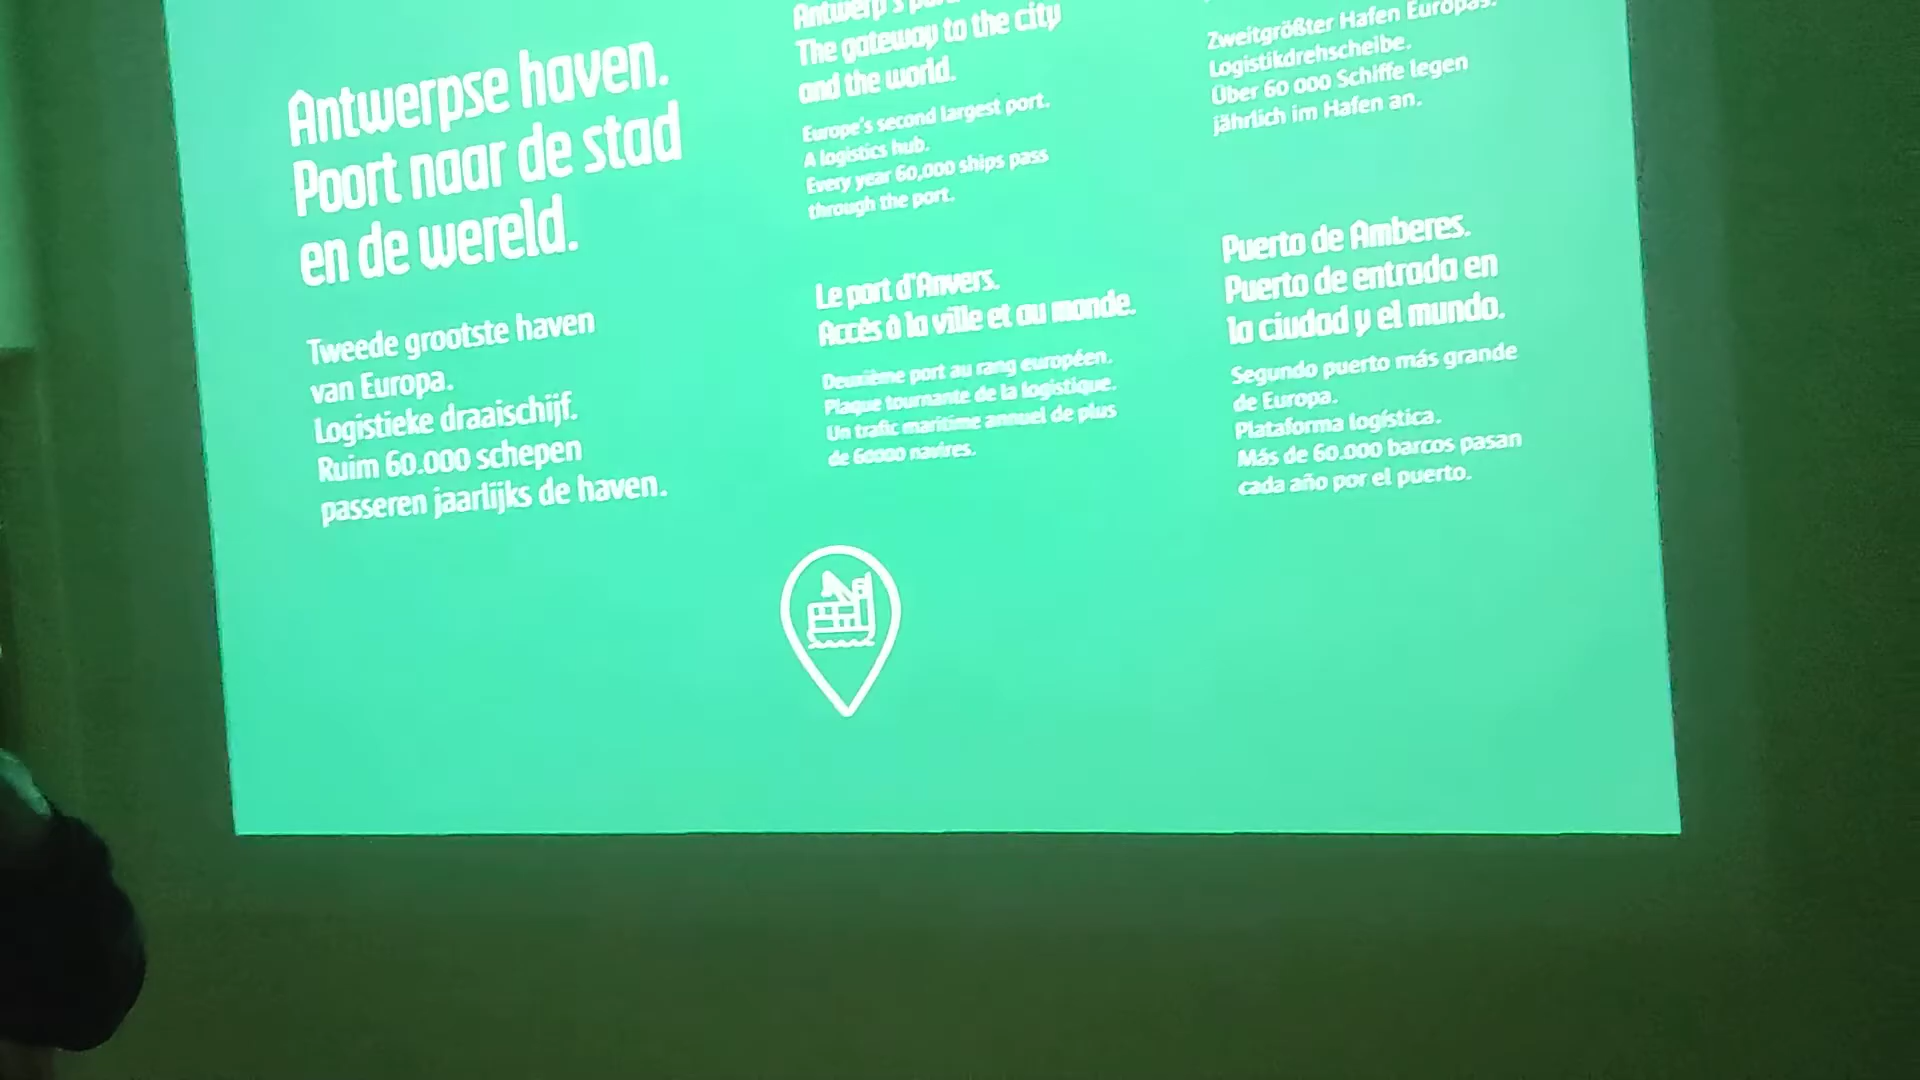 Antwerpse haven.
Poort naar de stad
en de wereld.
Tweede grootste haven
van Europa.
Logistieke draaischijf.
Ruim 60.000 schepen
passeren jaarlijks de haven.
Antwerp's
The gateway to the city
and the world.
Europe's second largest port.
A logistics hub.
Every year 60,000 ships pass
through the port.
Le port d'Anvers.
Accès à la ville et au monde.
Deuxième port au rang européen.
Plaque tournante de la logistique.
Un trafic maritime annuel de plus
de 60000 navires.
Zweitgrößter Hafen Europas.
Logistikdrehscheibe.
Über 60 000 Schiffe legen
jährlich im Hafen an.
Puerto de Amberes.
Puerto de entrada en
la ciudad y el mundo.
Segundo puerto más grande
de Europa.
Plataforma logística.
Más de 60.000 barcos pasan
cada año por el puerto.